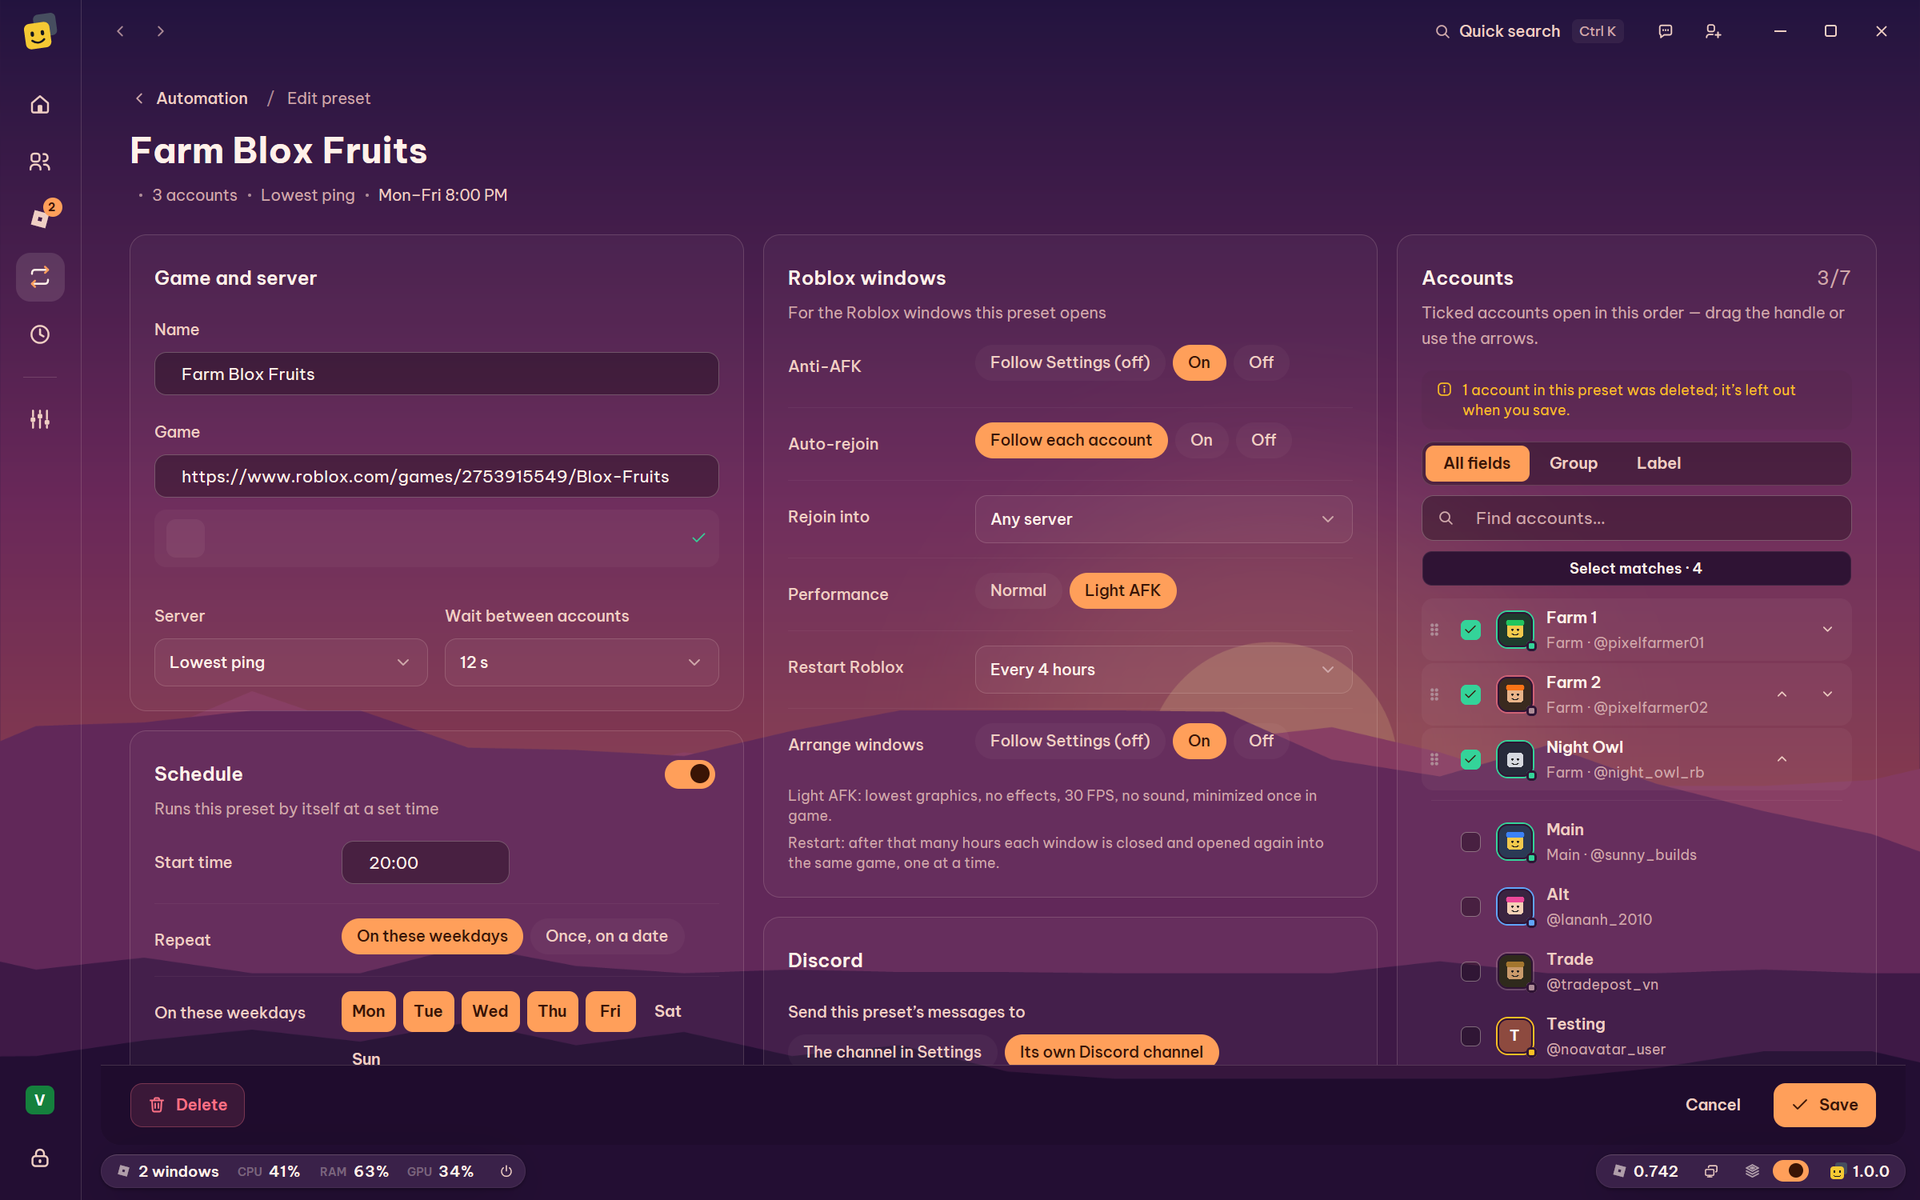 Quick search
Ctrl K
Automation / Edit preset
Farm Blox Fruits
• 3 accounts • Lowest ping • Mon–Fri 8:00 PM
2
Game and server
Name
Farm Blox Fruits
Game
https://www.roblox.com/games/2753915549/Blox-Fruits
Server
Wait between accounts
Lowest ping
12 s
Schedule
Runs this preset by itself at a set time
Start time
20:00
Repeat
On these weekdays
Once, on a date
On these weekdays
Mon
Tue
Wed
Thu
Fri
Sat
Sun
Roblox windows
For the Roblox windows this preset opens
Anti-AFK
Follow Settings (off)
On
Off
Auto-rejoin
Follow each account
On
Off
Rejoin into
Any server
Performance
Normal
Light AFK
Restart Roblox
Every 4 hours
Arrange windows
Follow Settings (off)
On
Off
Light AFK: lowest graphics, no effects, 30 FPS, no sound, minimized once in
game.
Restart: after that many hours each window is closed and opened again into
the same game, one at a time.
Discord
Send this preset's messages to
The channel in Settings
Its own Discord channel
Accounts
3/7
Ticked accounts open in this order — drag the handle or
use the arrows.
1 account in this preset was deleted; it's left out
when you save.
All fields
Group
Label
Find accounts...
Select matches · 4
Farm 1
Farm · @pixelfarmer01
Farm 2
Farm · @pixelfarmer02
Night Owl
Farm · @night_owl_rb
Main
Main · @sunny_builds
Alt
@lananh_2010
Trade
@tradepost_vn
T
Testing
@noavatar_user
V
Delete
Cancel
Save
2 windows
CPU 41%
RAM 63%
GPU 34%
0.742
1.0.0